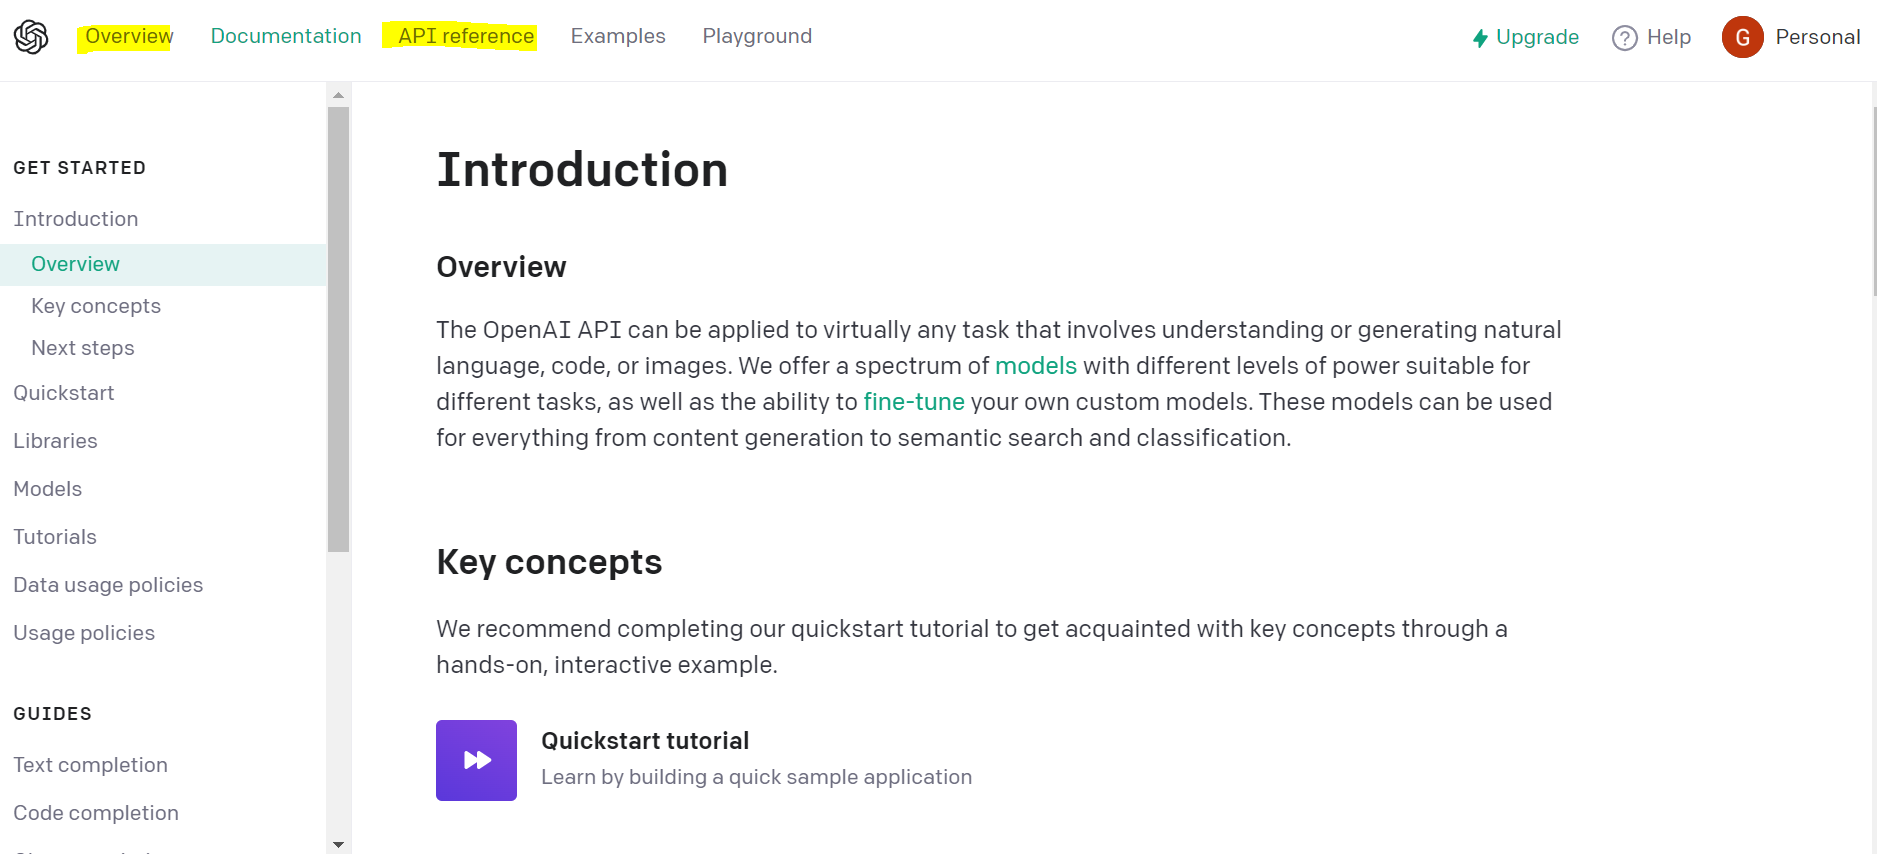 Overview Documentation API reference Examples Playground Upgrade Help G Personal
GET STARTED
Introduction
Overview
Key concepts
Next steps
Quickstart
Libraries
Models
Tutorials
Data usage policies
Usage policies
GUIDES
Text completion
Code completion
Introduction
Overview
The OpenAI API can be applied to virtually any task that involves understanding or generating natural
language, code, or images. We offer a spectrum of models with different levels of power suitable for
different tasks, as well as the ability to fine-tune your own custom models. These models can be used
for everything from content generation to semantic search and classification.
Key concepts
We recommend completing our quickstart tutorial to get acquainted with key concepts through a
hands-on, interactive example.
Quickstart tutorial
Learn by building a quick sample application